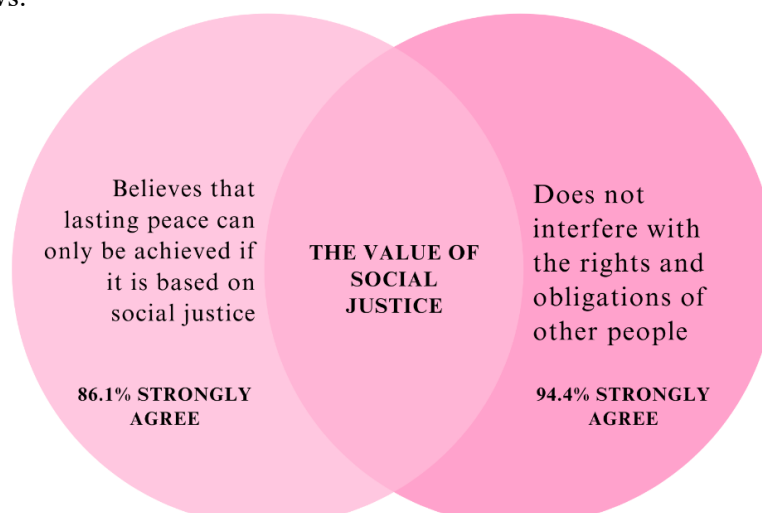 Believes that
lasting peace can
only be achieved if
it is based on
social justice
86.1% STRONGLY
AGREE
THE VALUE OF
SOCIAL
JUSTICE
Does not
interfere with
the rights and
obligations of
other people
94.4% STRONGLY
AGREE